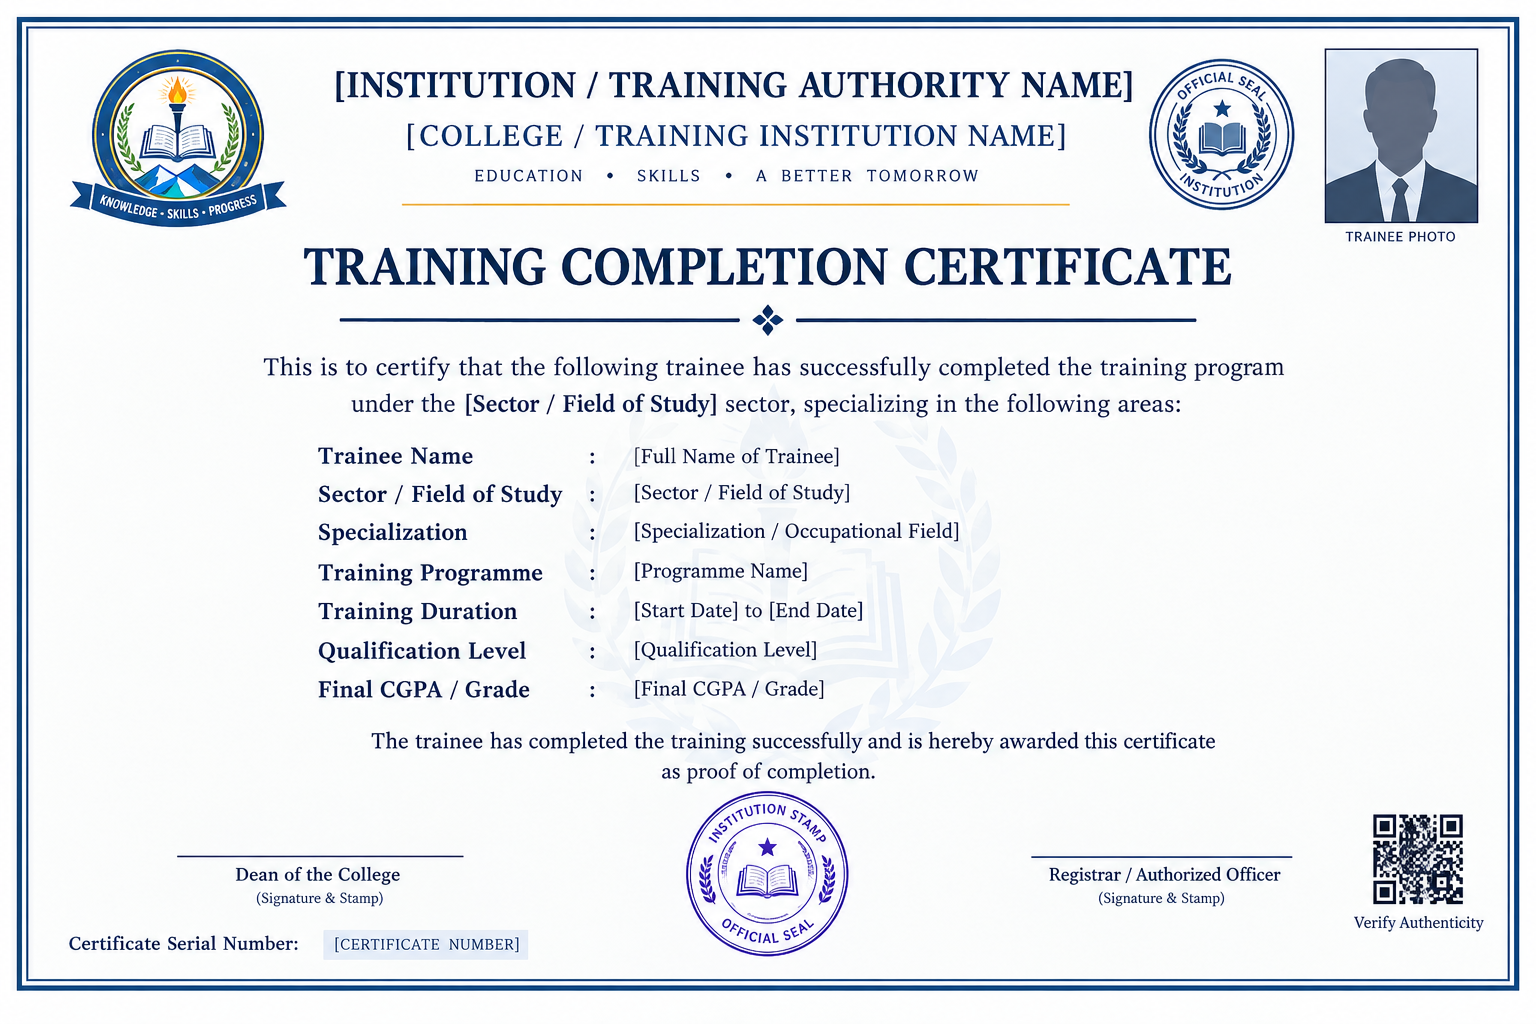 [INSTITUTION / TRAINING AUTHORITY NAME]
[COLLEGE / TRAINING INSTITUTION NAME]
EDUCATION • SKILLS • A BETTER TOMORROW
KNOWLEDGE • SKILLS • PROGRESS
OFFICIAL SEAL
INSTITUTION
TRAINEE PHOTO
TRAINING COMPLETION CERTIFICATE
This is to certify that the following trainee has successfully completed the training program
under the [Sector / Field of Study] sector, specializing in the following areas:
Trainee Name : [Full Name of Trainee]
Sector / Field of Study : [Sector / Field of Study]
Specialization : [Specialization / Occupational Field]
Training Programme : [Programme Name]
Training Duration : [Start Date] to [End Date]
Qualification Level : [Qualification Level]
Final CGPA / Grade : [Final CGPA / Grade]
The trainee has completed the training successfully and is hereby awarded this certificate
as proof of completion.
INSTITUTION STAMP
OFFICIAL SEAL
Dean of the College
(Signature & Stamp)
Registrar / Authorized Officer
(Signature & Stamp)
Verify Authenticity
Certificate Serial Number: [CERTIFICATE NUMBER]